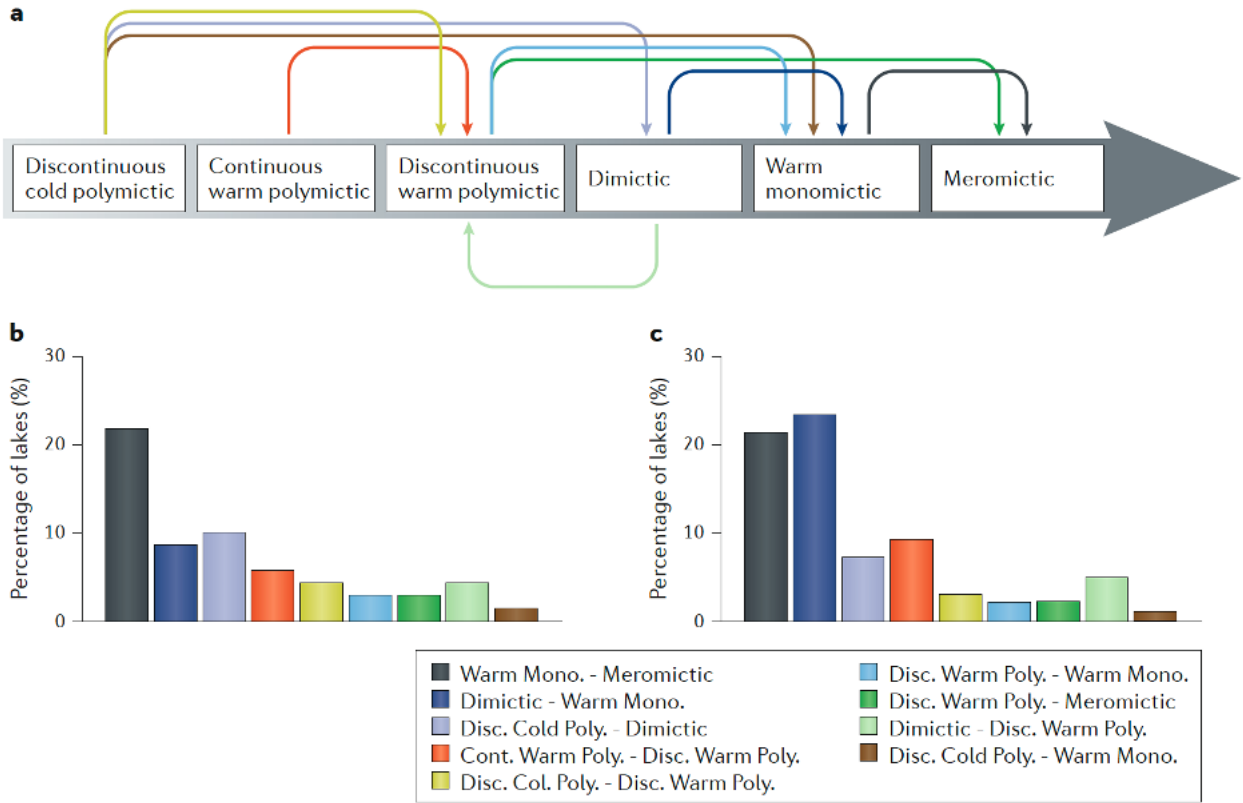 a
Discontinuous
cold polymictic
Continuous
warm polymictic
Discontinuous
warm polymictic
Dimictic
Warm
monomictic
Meromictic
b
Percentage of lakes (%)
30
20
10
0
c
Percentage of lakes (%)
30
20
10
0
Warm Mono. - Meromictic
Dimictic - Warm Mono.
Disc. Cold Poly. - Dimictic
Cont. Warm Poly. - Disc. Warm Poly.
Disc. Col. Poly. - Disc. Warm Poly.
Disc. Warm Poly. - Warm Mono.
Disc. Warm Poly. - Meromictic
Dimictic - Disc. Warm Poly.
Disc. Cold Poly. - Warm Mono.